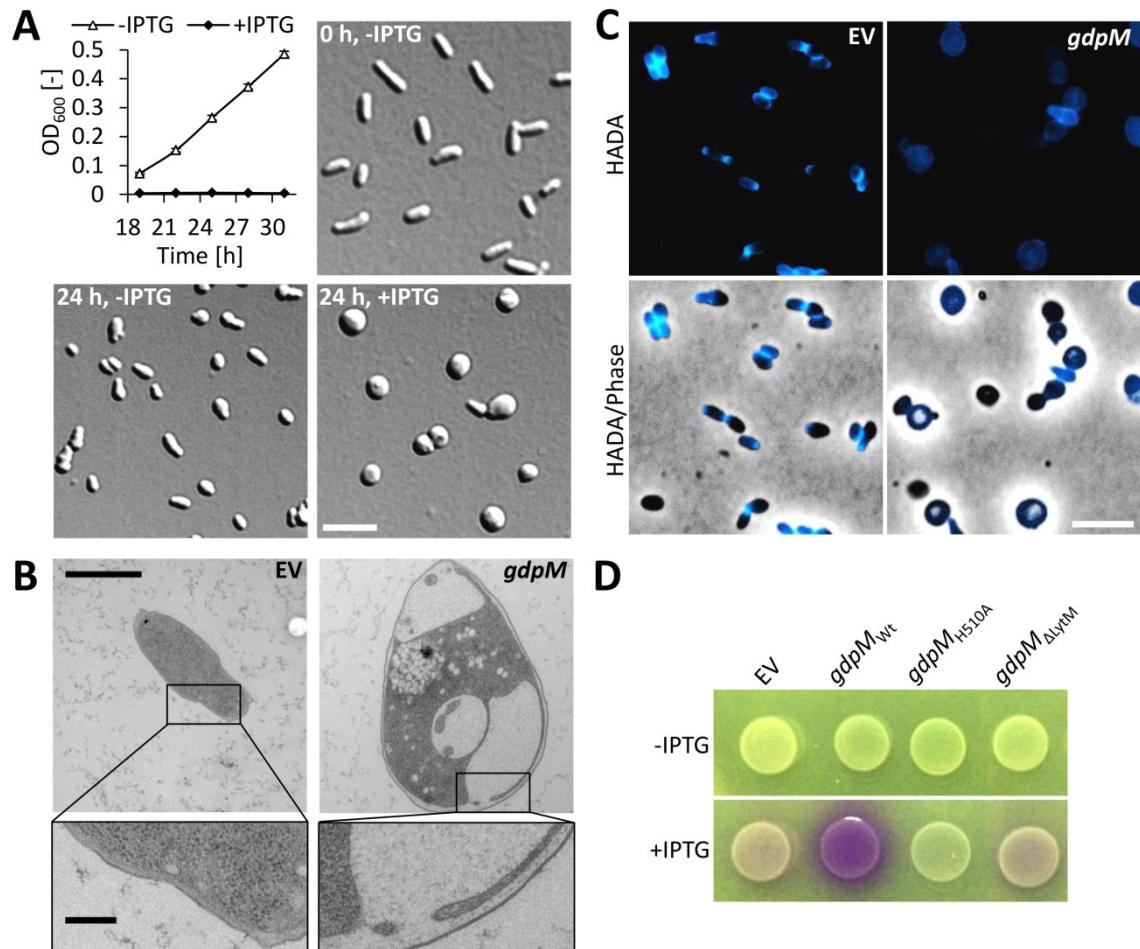 A
-IPTG +IPTG
OD600 [-]
0.5
0.4
0.3
0.2
0.1
0
18 21 24 27 30
Time [h]
0 h, -IPTG
24 h, -IPTG
24 h, +IPTG
B
EV
gdpM
C
EV
gdpM
HADA
HADA/Phase
D
EV
gdpMWt
gdpMH510A
gdpMΔLytM
-IPTG
+IPTG